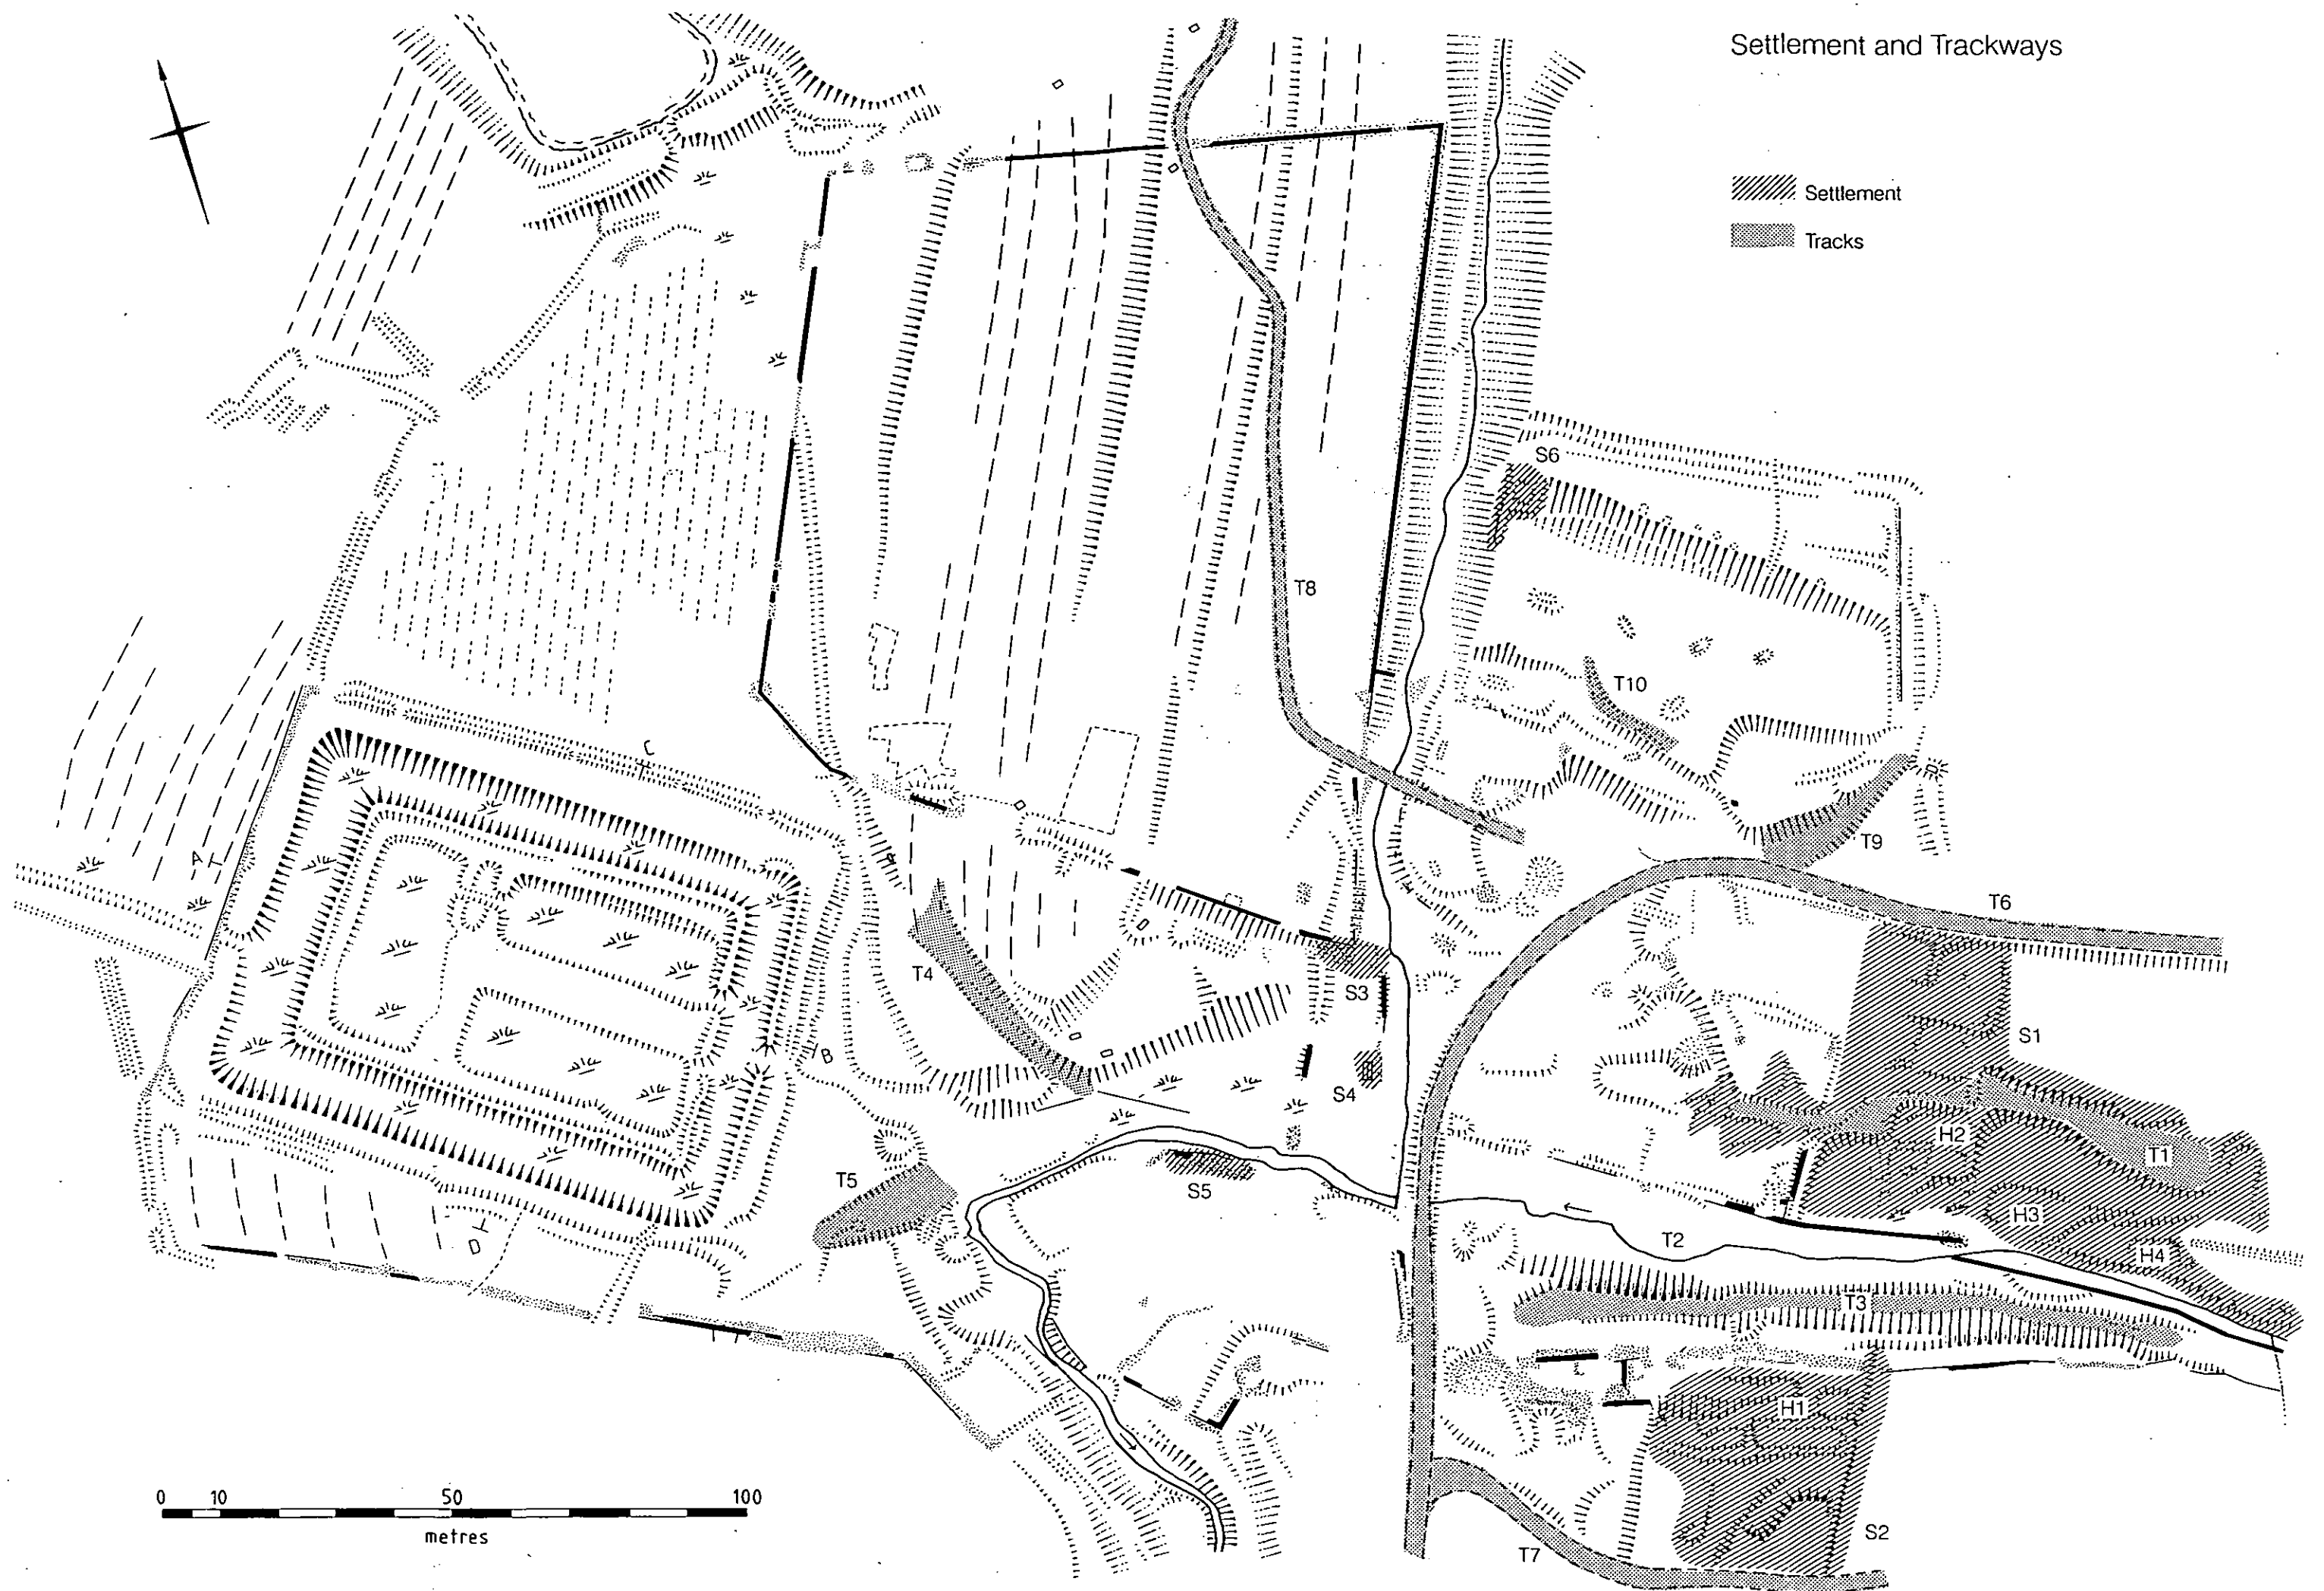 Settlement and Trackways
Settlement
Tracks
S6
T8
T10
C
A
T9
T6
T4
S3
S1
B
S4
H2
T1
T5
S5
H3
T2
H4
D
T3
H1
0 10 50 100
metres
S2
T7